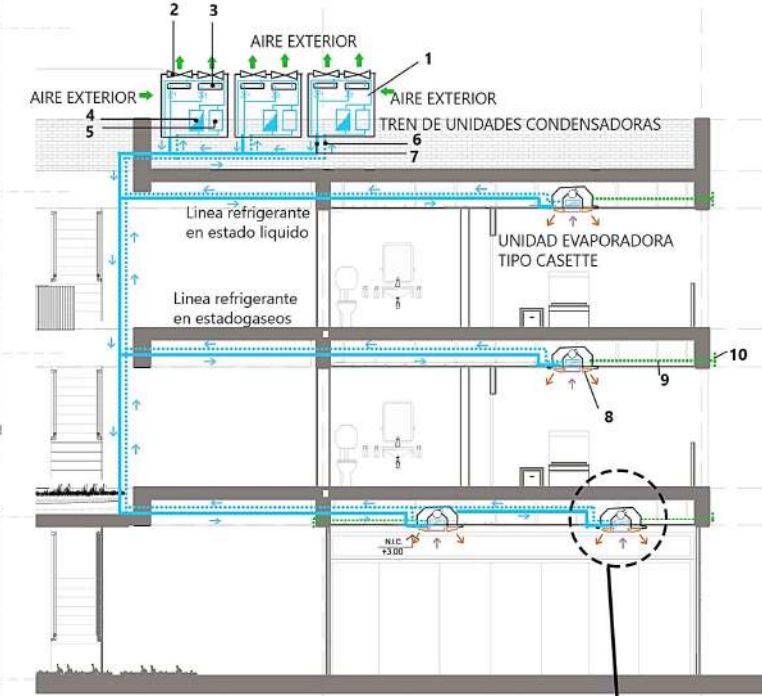 2
3
AIRE EXTERIOR
1
AIRE EXTERIOR
AIRE EXTERIOR
4
5
TREN DE UNIDADES CONDENSADORAS
6
7
Linea refrigerante
en estado liquido
UNIDAD EVAPORADORA
TIPO CASETTE
Linea refrigerante
en estadogaseos
10
9
8
N.I.C.
+3.00